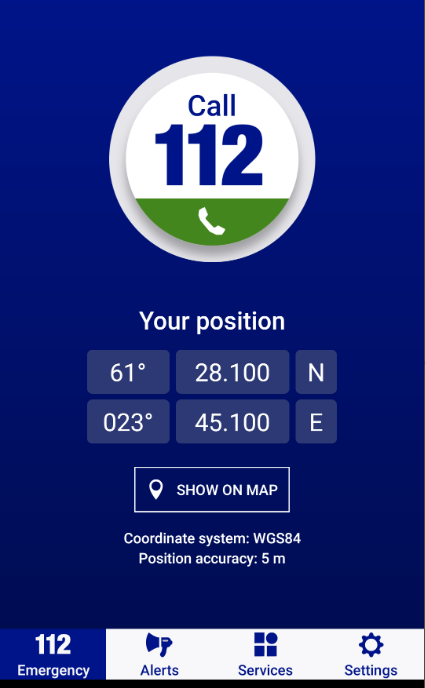 Call
112
Your position
61° 28.100 N
023° 45.100 E
SHOW ON MAP
Coordinate system: WGS84
Position accuracy: 5 m
112
Emergency Alerts Services Settings